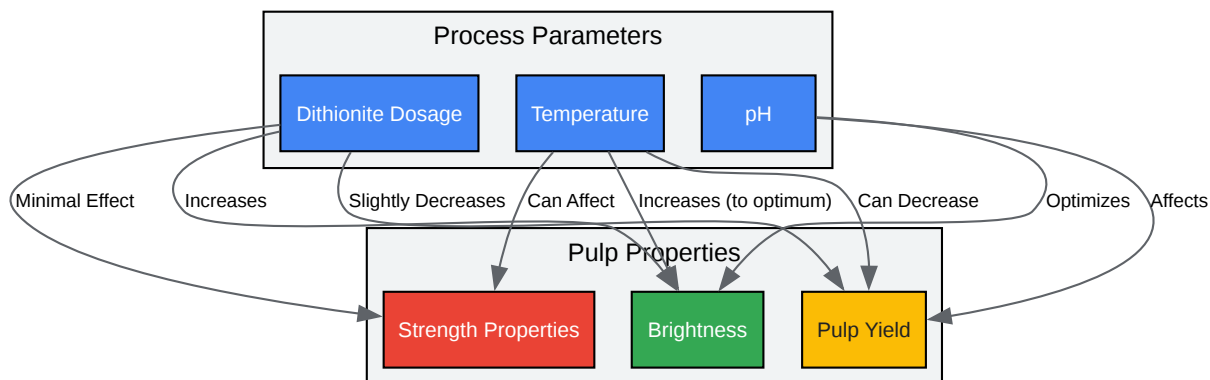 Process Parameters
Dithionite Dosage
Temperature
pH
Minimal Effect
Increases
Slightly Decreases
Can Affect
Increases (to optimum)
Can Decrease
Optimizes
Affects
Pulp Properties
Strength Properties
Brightness
Pulp Yield